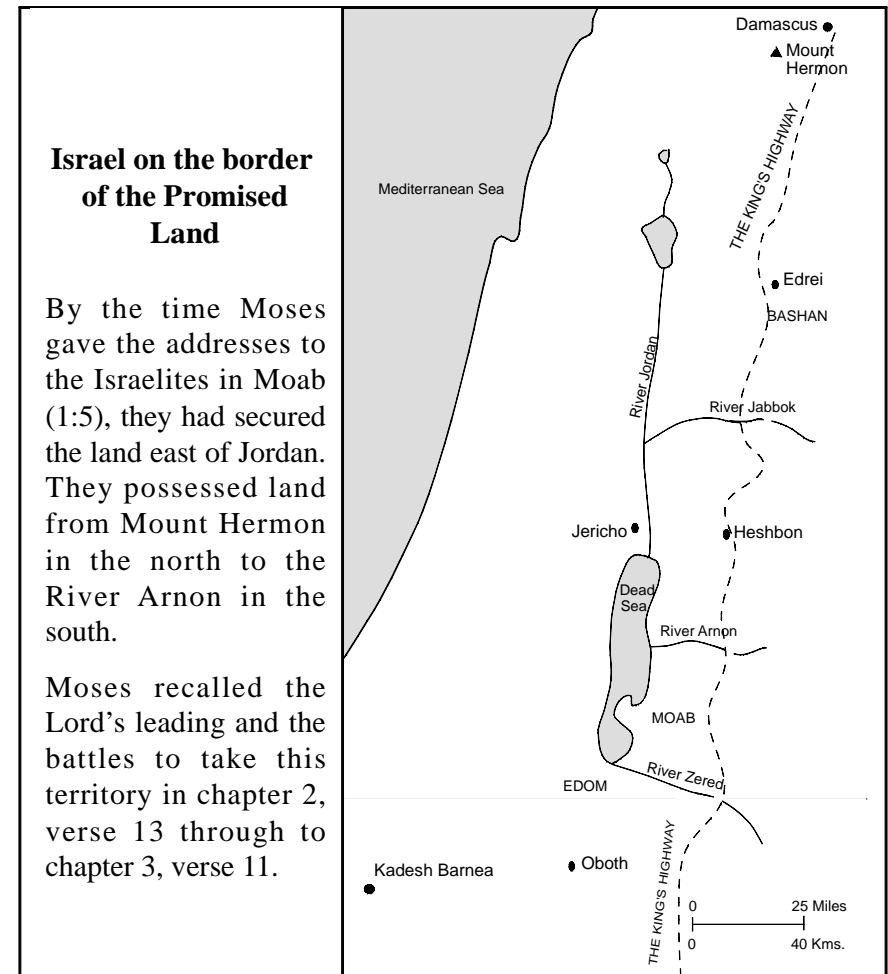 Israel on the border
of the Promised
Land
By the time Moses
gave the addresses to
the Israelites in Moab
(1:5), they had secured
the land east of Jordan.
They possessed land
from Mount Hermon
in the north to the
River Arnon in the
south.
Moses recalled the
Lord's leading and the
battles to take this
territory in chapter 2,
verse 13 through to
chapter 3, verse 11.
Damascus
Mount
Hermon
THE KING'S HIGHWAY
Mediterranean Sea
Edrei
BASHAN
River Jordan
River Jabbok
Jericho
Heshbon
Dead
Sea
River Arnon
MOAB
River Zered
EDOM
Kadesh Barnea
Oboth
THE KING'S HIGHWAY
0 25 Miles
0 40 Kms.